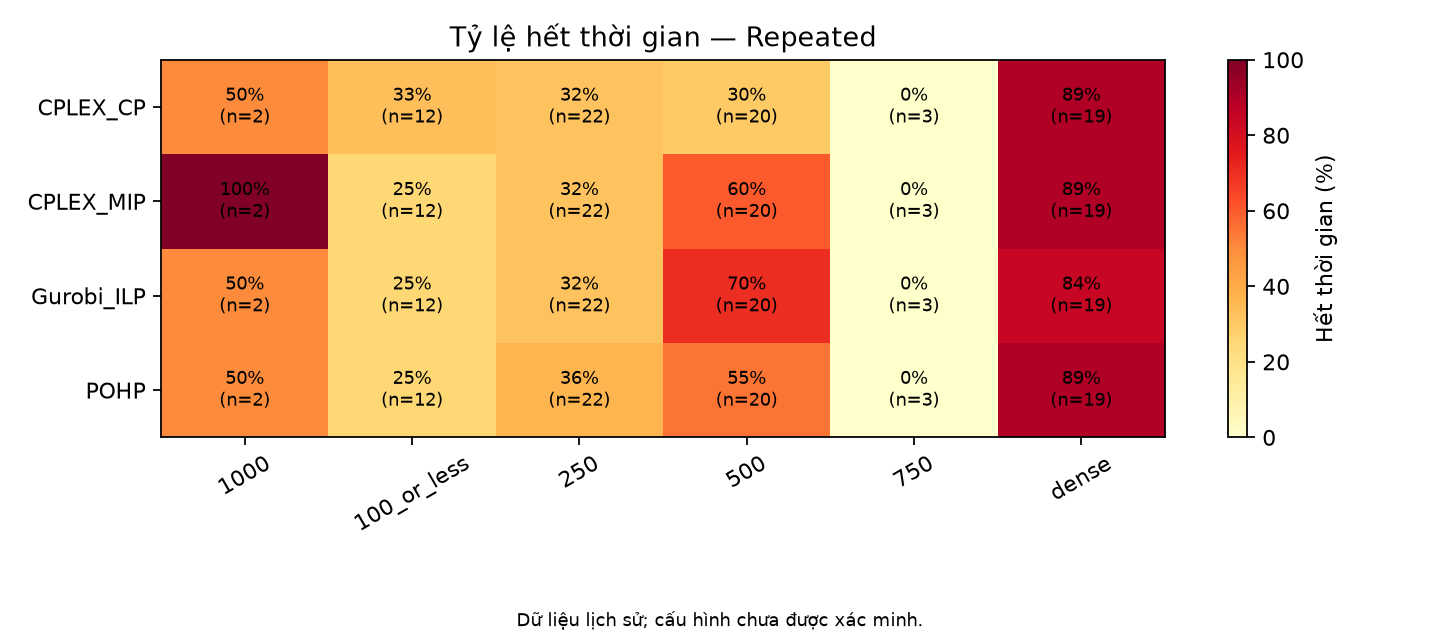 Tỷ lệ hết thời gian — Repeated
CPLEX_CP
50%
(n=2)
33%
(n=12)
32%
(n=22)
30%
(n=20)
0%
(n=3)
89%
(n=19)
CPLEX_MIP
100%
(n=2)
25%
(n=12)
32%
(n=22)
60%
(n=20)
0%
(n=3)
89%
(n=19)
Gurobi_ILP
50%
(n=2)
25%
(n=12)
32%
(n=22)
70%
(n=20)
0%
(n=3)
84%
(n=19)
POHP
50%
(n=2)
25%
(n=12)
36%
(n=22)
55%
(n=20)
0%
(n=3)
89%
(n=19)
1000
100_or_less
250
500
750
dense
100
80
60
40
20
0
Hết thời gian (%)
Dữ liệu lịch sử; cấu hình chưa được xác minh.